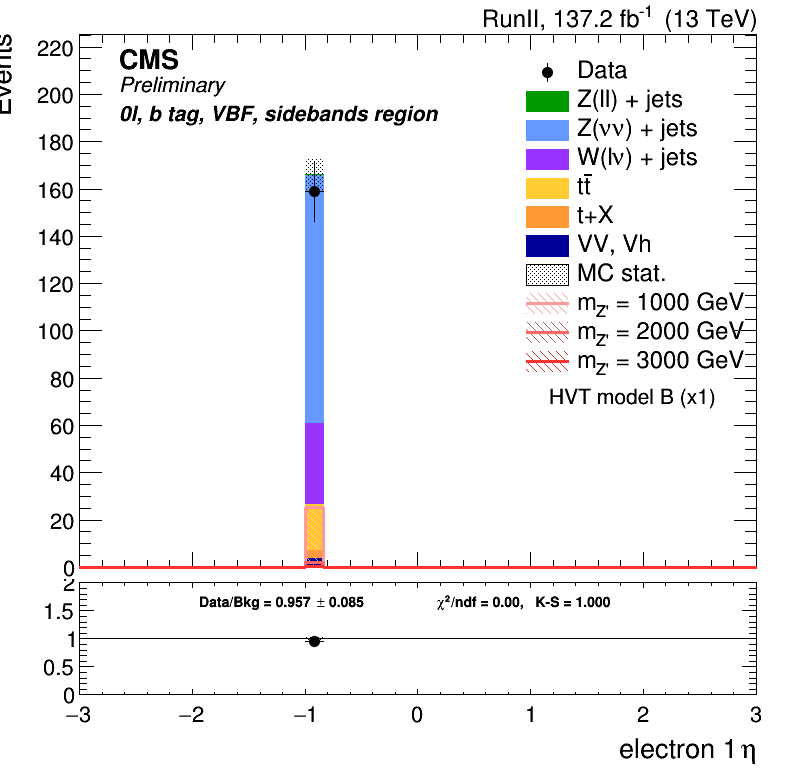 RunII, 137.2 fb⁻¹ (13 TeV)
Events
220
200
180
160
140
120
100
80
60
40
20
0
CMS
Preliminary
0l, b tag, VBF, sidebands region
Data
Z(ll) + jets
Z(νν) + jets
W(lν) + jets
tt̄
t+X
VV, Vh
MC stat.
m_Z' = 1000 GeV
m_Z' = 2000 GeV
m_Z' = 3000 GeV
HVT model B (x1)
2
1.5
1
0.5
0
Data/Bkg = 0.957 ± 0.085
χ²/ndf = 0.00, K-S = 1.000
−3 −2 −1 0 1 2 3
electron 1 η